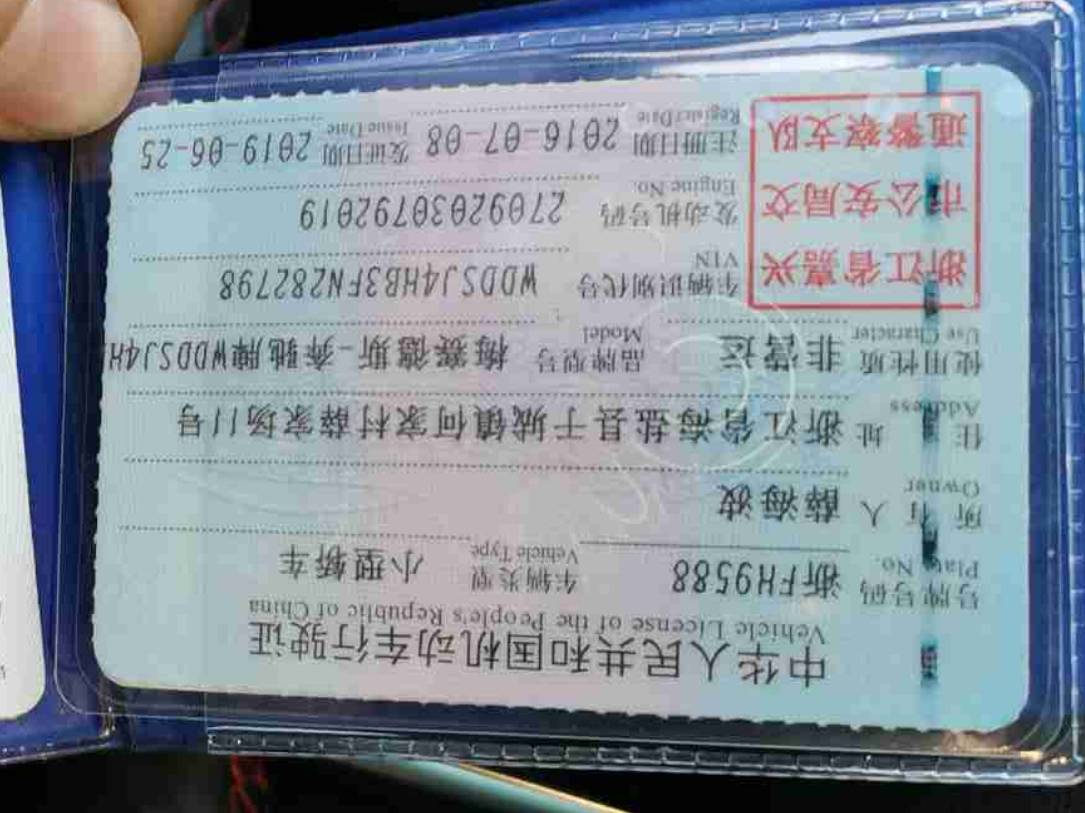 中华人民共和国机动车行驶证
Vehicle License of the People's Republic of China
号牌号码 浙FH9588 车辆类型 小型轿车
Plate No. Vehicle Type
所有人 薛海波
Owner
住址 浙江省海盐县于城镇何家村薛家场11号
Address
使用性质 非营运 品牌型号 梅赛德斯-奔驰牌WDDSJ4H
Use Character Model
浙江省嘉兴
市公安局交
通警察支队
车辆识别代号 WDDSJ4HB3FN282798
VIN
发动机号码 27092030792019
Engine No.
注册日期 2016-07-08 发证日期 2019-06-25
Register Date Issue Date